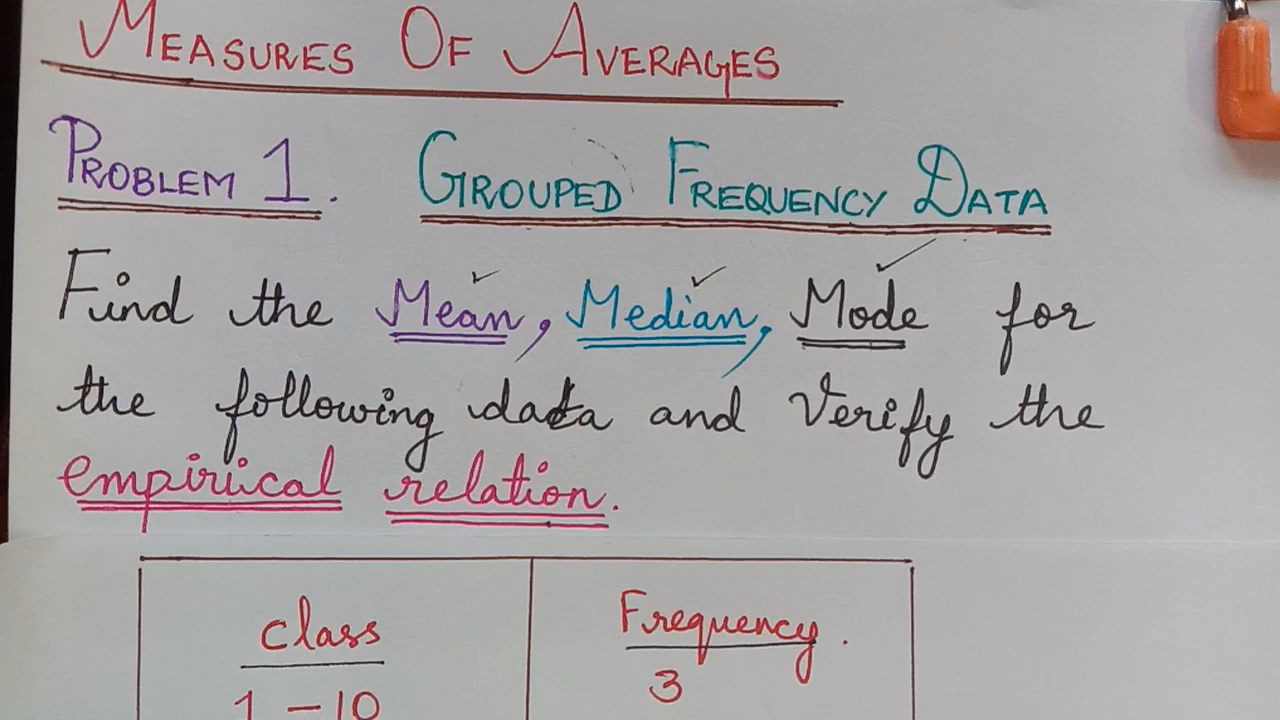 MEASURES OF AVERAGES
PROBLEM 1. GROUPED FREQUENCY DATA
Find the Mean, Median, Mode for
the following data and Verify the
empirical relation.
class Frequency.
1 – 10 3